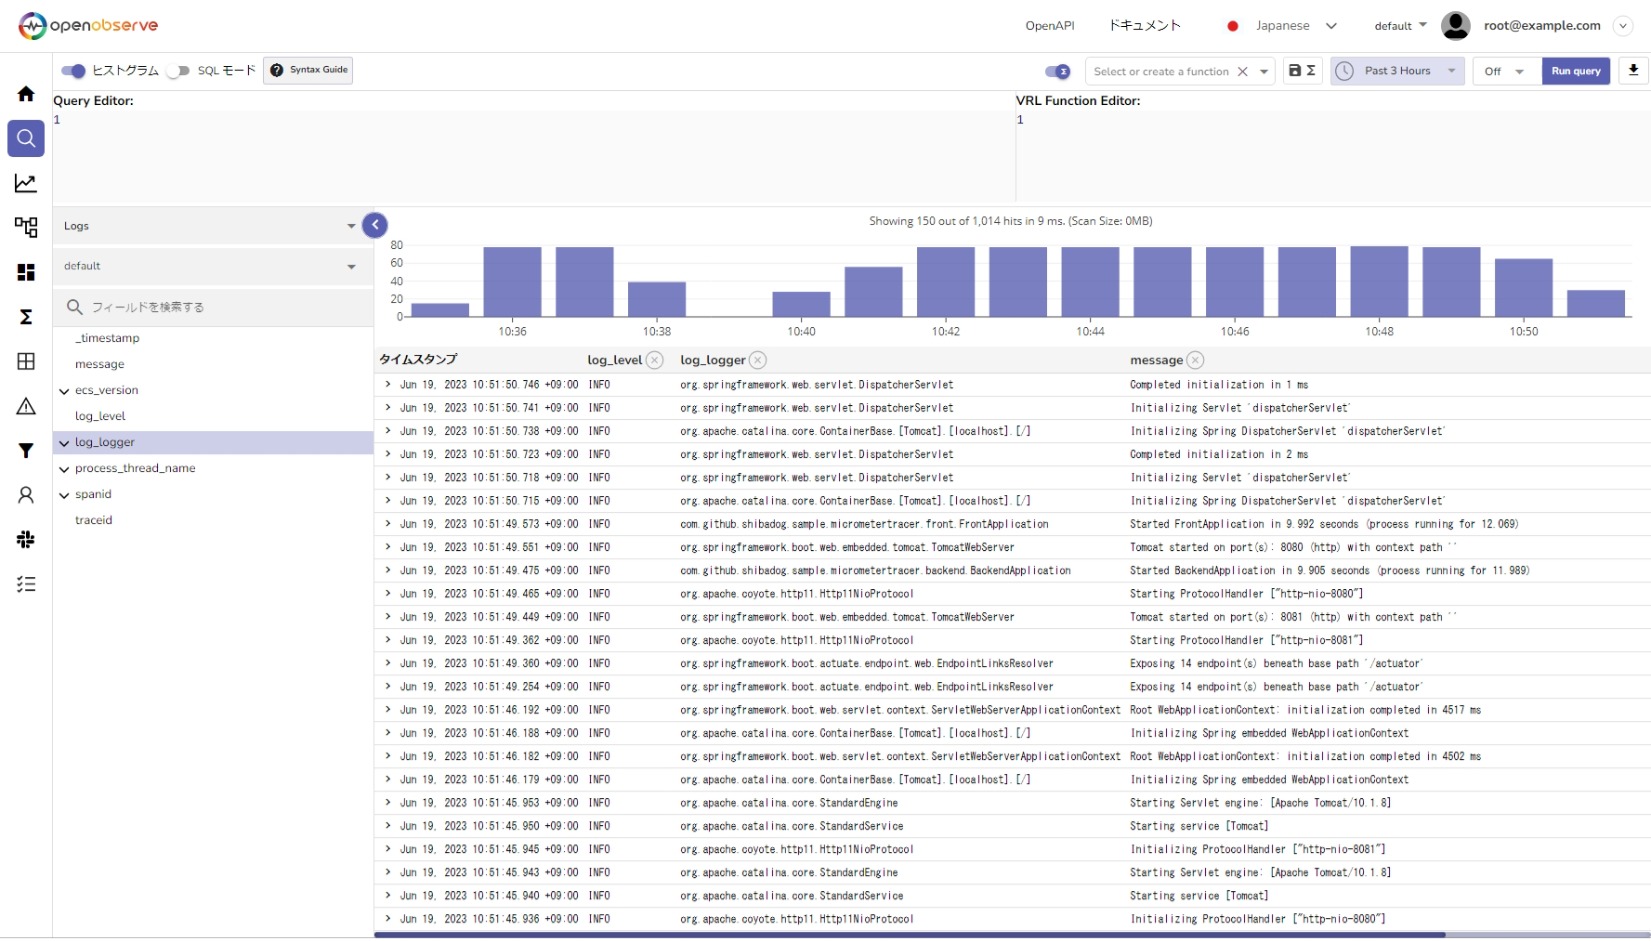 openobserve
OpenAPI ドキュメント Japanese default root@example.com
ヒストグラム SQL モード Syntax Guide Select or create a function Past 3 Hours Off Run query
Query Editor: VRL Function Editor:
1 1
Logs
default
フィールドを検索する
_timestamp
message
ecs_version
log_level
log_logger
process_thread_name
spanid
traceid
Showing 150 out of 1,014 hits in 9 ms. (Scan Size: 0MB)
80
60
40
20
0
10:36 10:38 10:40 10:42 10:44 10:46 10:48 10:50
タイムスタンプ log_level log_logger message
Jun 19, 2023 10:51:50.746 +09:00 INFO org.springframework.web.servlet.DispatcherServlet Completed initialization in 1 ms
Jun 19, 2023 10:51:50.741 +09:00 INFO org.springframework.web.servlet.DispatcherServlet Initializing Servlet 'dispatcherServlet'
Jun 19, 2023 10:51:50.738 +09:00 INFO org.apache.catalina.core.ContainerBase.[Tomcat].[localhost].[/] Initializing Spring DispatcherServlet 'dispatcherServlet'
Jun 19, 2023 10:51:50.723 +09:00 INFO org.springframework.web.servlet.DispatcherServlet Completed initialization in 2 ms
Jun 19, 2023 10:51:50.718 +09:00 INFO org.springframework.web.servlet.DispatcherServlet Initializing Servlet 'dispatcherServlet'
Jun 19, 2023 10:51:50.715 +09:00 INFO org.apache.catalina.core.ContainerBase.[Tomcat].[localhost].[/] Initializing Spring DispatcherServlet 'dispatcherServlet'
Jun 19, 2023 10:51:49.573 +09:00 INFO com.github.shibadog.sample.micrometertracer.front.FrontApplication Started FrontApplication in 9.992 seconds (process running for 12.069)
Jun 19, 2023 10:51:49.551 +09:00 INFO org.springframework.boot.web.embedded.tomcat.TomcatWebServer Tomcat started on port(s): 8080 (http) with context path ''
Jun 19, 2023 10:51:49.475 +09:00 INFO com.github.shibadog.sample.micrometertracer.backend.BackendApplication Started BackendApplication in 9.905 seconds (process running for 11.989)
Jun 19, 2023 10:51:49.465 +09:00 INFO org.apache.coyote.http11.Http11NioProtocol Starting ProtocolHandler ["http-nio-8080"]
Jun 19, 2023 10:51:49.449 +09:00 INFO org.springframework.boot.web.embedded.tomcat.TomcatWebServer Tomcat started on port(s): 8081 (http) with context path ''
Jun 19, 2023 10:51:49.362 +09:00 INFO org.apache.coyote.http11.Http11NioProtocol Starting ProtocolHandler ["http-nio-8081"]
Jun 19, 2023 10:51:49.360 +09:00 INFO org.springframework.boot.actuate.endpoint.web.EndpointLinksResolver Exposing 14 endpoint(s) beneath base path '/actuator'
Jun 19, 2023 10:51:49.254 +09:00 INFO org.springframework.boot.actuate.endpoint.web.EndpointLinksResolver Exposing 14 endpoint(s) beneath base path '/actuator'
Jun 19, 2023 10:51:46.192 +09:00 INFO org.springframework.boot.web.servlet.context.ServletWebServerApplicationContext Root WebApplicationContext: initialization completed in 4517 ms
Jun 19, 2023 10:51:46.188 +09:00 INFO org.apache.catalina.core.ContainerBase.[Tomcat].[localhost].[/] Initializing Spring embedded WebApplicationContext
Jun 19, 2023 10:51:46.182 +09:00 INFO org.springframework.boot.web.servlet.context.ServletWebServerApplicationContext Root WebApplicationContext: initialization completed in 4502 ms
Jun 19, 2023 10:51:46.179 +09:00 INFO org.apache.catalina.core.ContainerBase.[Tomcat].[localhost].[/] Initializing Spring embedded WebApplicationContext
Jun 19, 2023 10:51:45.953 +09:00 INFO org.apache.catalina.core.StandardEngine Starting Servlet engine: [Apache Tomcat/10.1.8]
Jun 19, 2023 10:51:45.950 +09:00 INFO org.apache.catalina.core.StandardService Starting service [Tomcat]
Jun 19, 2023 10:51:45.945 +09:00 INFO org.apache.coyote.http11.Http11NioProtocol Initializing ProtocolHandler ["http-nio-8081"]
Jun 19, 2023 10:51:45.943 +09:00 INFO org.apache.catalina.core.StandardEngine Starting Servlet engine: [Apache Tomcat/10.1.8]
Jun 19, 2023 10:51:45.940 +09:00 INFO org.apache.catalina.core.StandardService Starting service [Tomcat]
Jun 19, 2023 10:51:45.936 +09:00 INFO org.apache.coyote.http11.Http11NioProtocol Initializing ProtocolHandler ["http-nio-8080"]